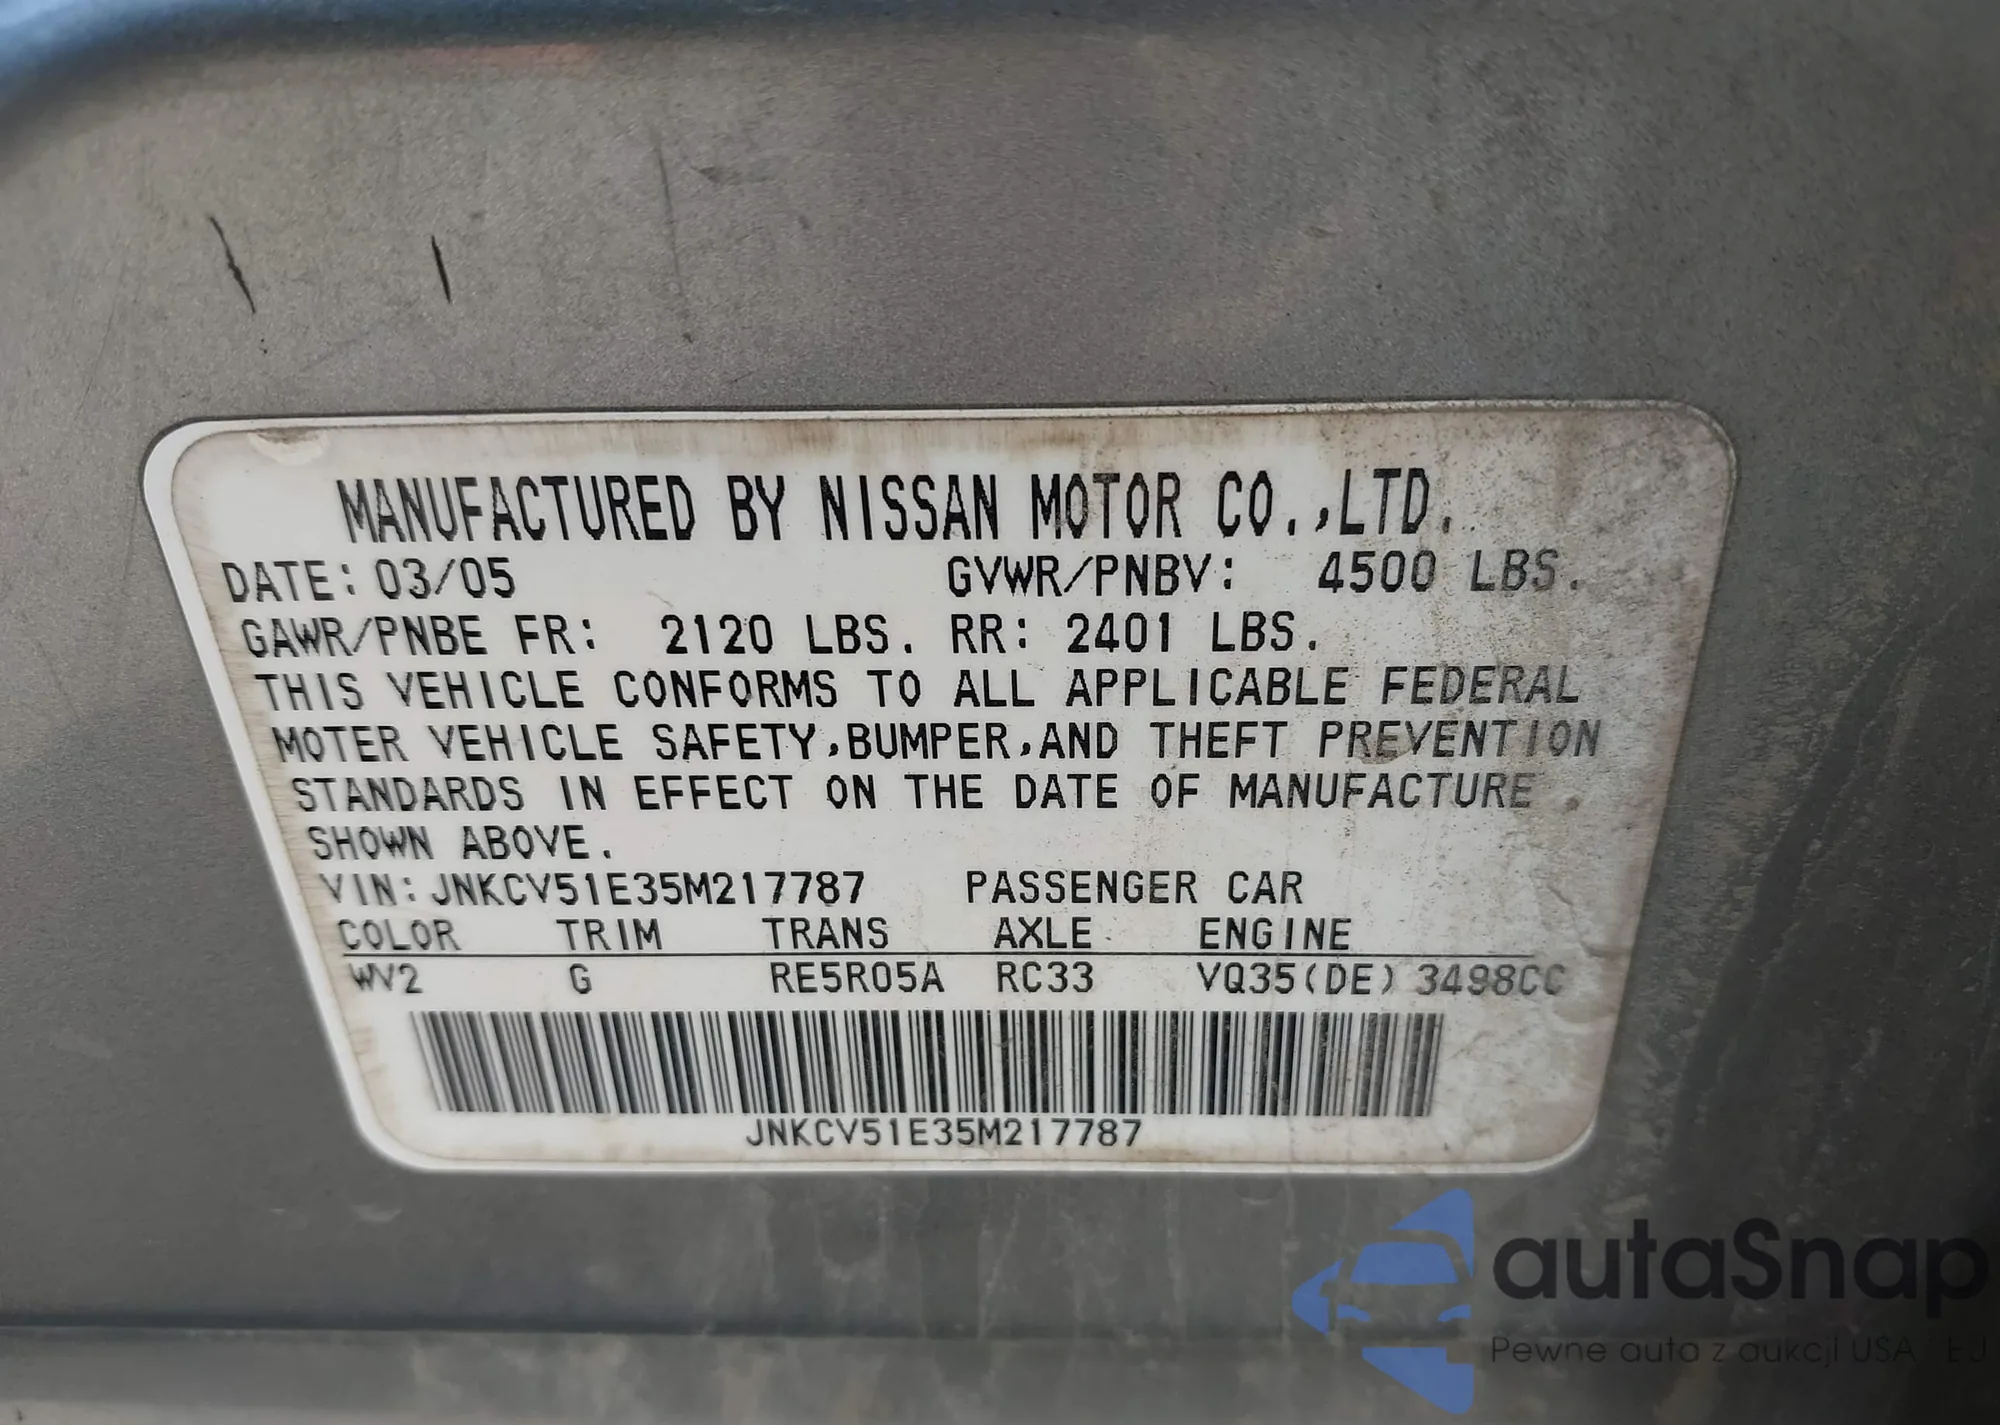 MANUFACTURED BY NISSAN MOTOR CO.,LTD.
DATE: 03/05 GVWR/PNBV: 4500 LBS.
GAWR/PNBE FR: 2120 LBS. RR: 2401 LBS.
THIS VEHICLE CONFORMS TO ALL APPLICABLE FEDERAL
MOTER VEHICLE SAFETY,BUMPER,AND THEFT PREVENTION
STANDARDS IN EFFECT ON THE DATE OF MANUFACTURE
SHOWN ABOVE.
VIN: JNKCV51E35M217787 PASSENGER CAR
COLOR TRIM TRANS AXLE ENGINE
WV2 G RE5R05A RC33 VQ35(DE) 3498CC
JNKCV51E35M217787
autaSnap
Pewne auta z aukcji USA i EU